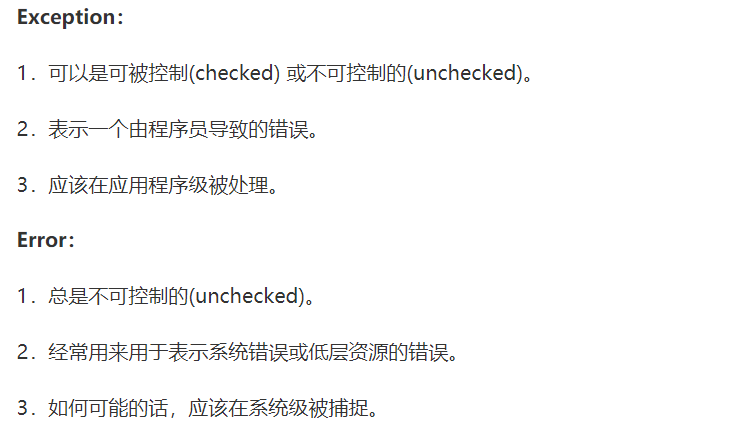 Exception：
1．可以是可被控制(checked) 或不可控制的(unchecked)。
2．表示一个由程序员导致的错误。
3．应该在应用程序级被处理。
Error：
1．总是不可控制的(unchecked)。
2．经常用来用于表示系统错误或低层资源的错误。
3．如何可能的话，应该在系统级被捕捉。